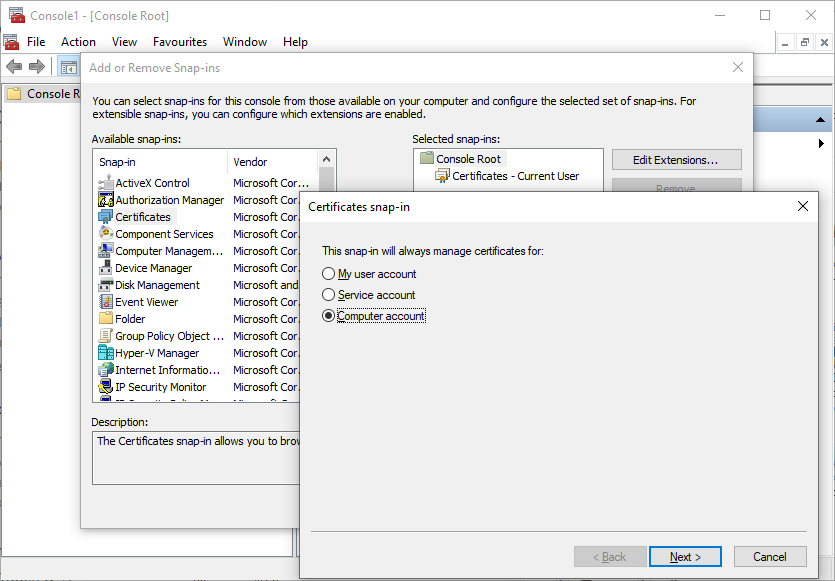 Console1 - [Console Root]
File Action View Favourites Window Help
Add or Remove Snap-ins
Console R
You can select snap-ins for this console from those available on your computer and configure the selected set of snap-ins. For
extensible snap-ins, you can configure which extensions are enabled.
Available snap-ins:
Selected snap-ins:
Snap-in Vendor
ActiveX Control Microsoft Cor...
Authorization Manager Microsoft Cor...
Certificates Microsoft Cor
Component Services Microsoft Cor
Computer Managem... Microsoft Cor
Device Manager Microsoft Cor
Disk Management Microsoft and
Event Viewer Microsoft Cor
Folder Microsoft Cor
Group Policy Object ... Microsoft Cor
Hyper-V Manager Microsoft Cor
Internet Informatio... Microsoft Cor
IP Security Monitor Microsoft Cor
Console Root
Certificates - Current User
Edit Extensions...
Remove
Description:
The Certificates snap-in allows you to brow
Certificates snap-in
This snap-in will always manage certificates for:
My user account
Service account
Computer account
< Back Next > Cancel